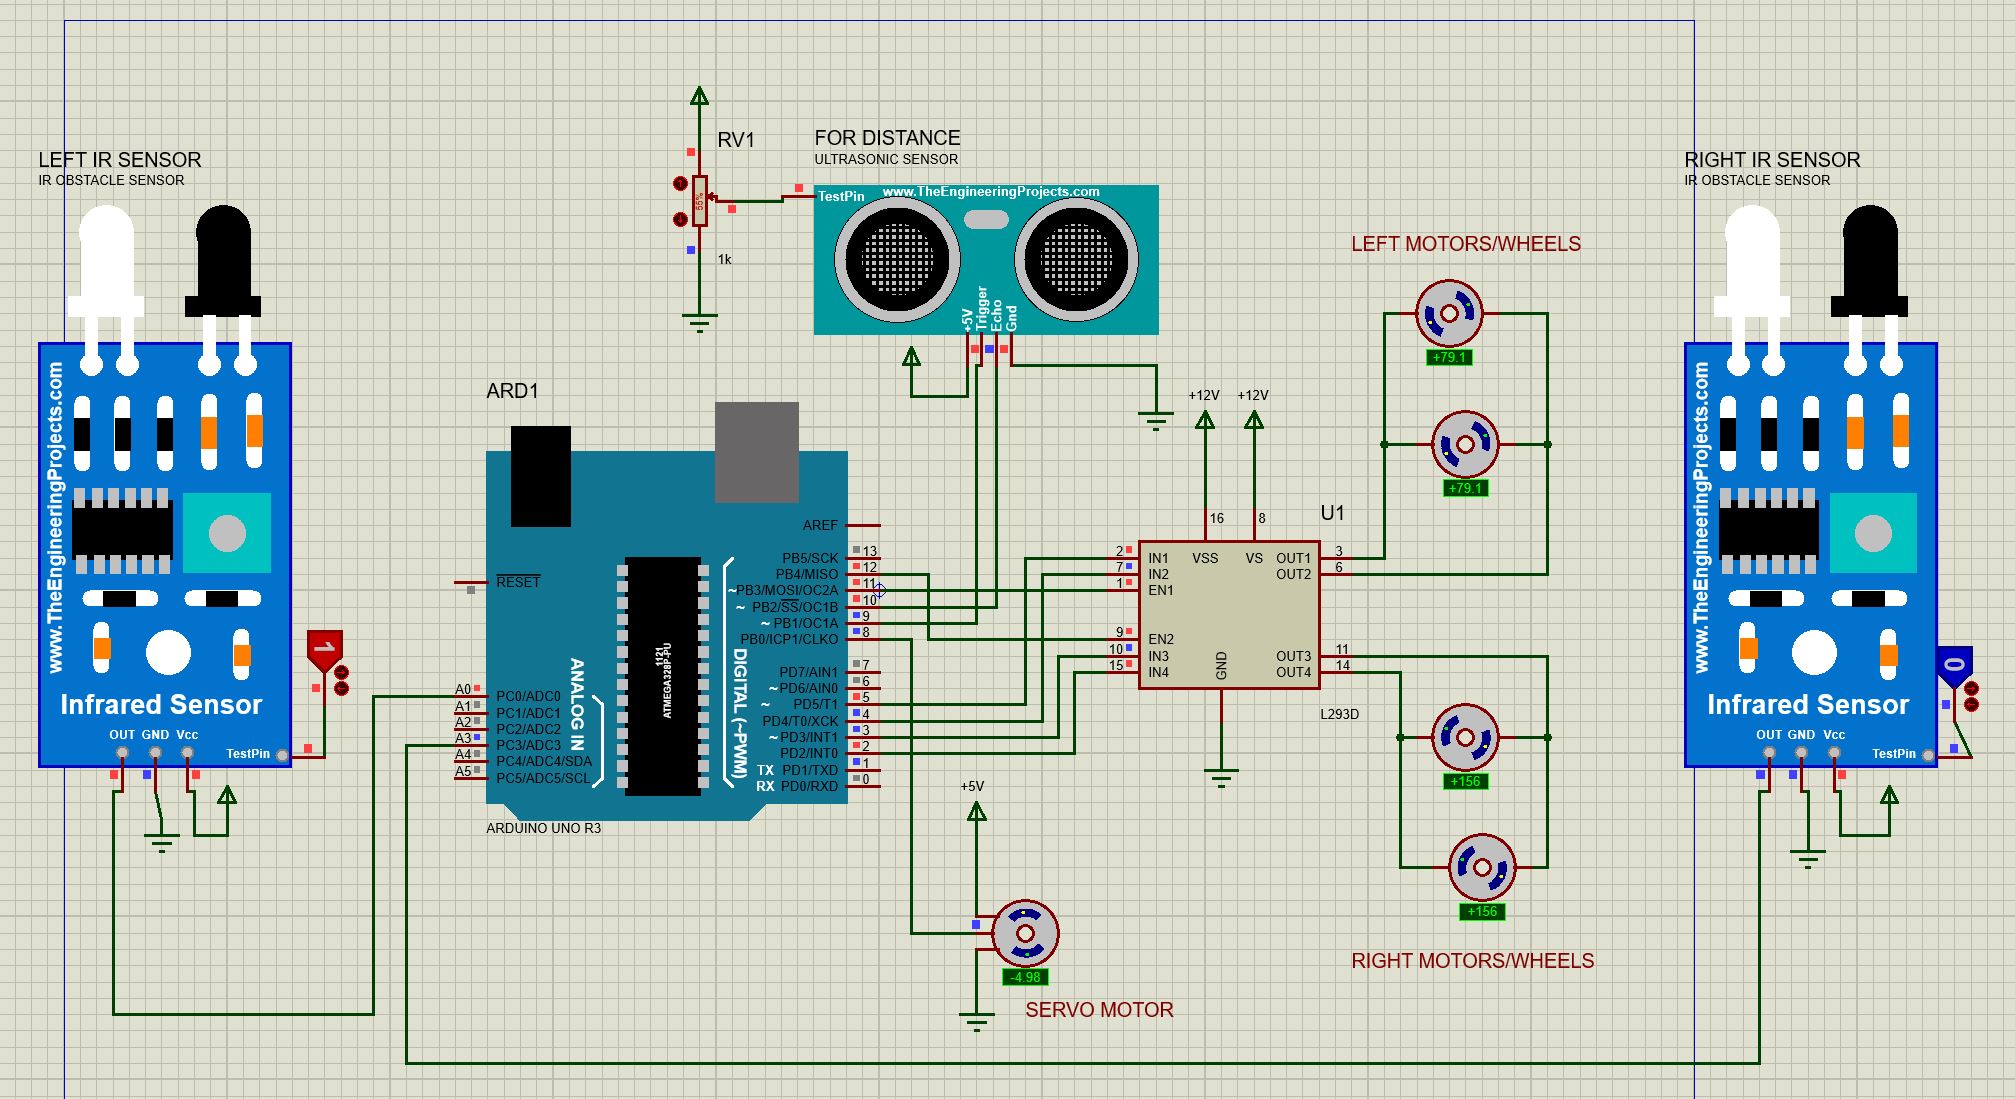 LEFT IR SENSOR
IR OBSTACLE SENSOR
www.TheEngineeringProjects.com
Infrared Sensor
OUT GND Vcc
TestPin
1
RV1
55%
1k
FOR DISTANCE
ULTRASONIC SENSOR
TestPin
www.TheEngineeringProjects.com
+5V
Trigger
Echo
Gnd
ARD1
AREF
RESET
PB5/SCK 13
PB4/MISO 12
~PB3/MOSI/OC2A 11
~ PB2/SS/OC1B 10
~ PB1/OC1A 9
PB0/ICP1/CLKO 8
PD7/AIN1 7
~PD6/AIN0 6
~ PD5/T1 5
PD4/T0/XCK 4
~PD3/INT1 3
PD2/INT0 2
TX PD1/TXD 1
RX PD0/RXD 0
DIGITAL (~PWM)
ANALOG IN
1121
ATMEGA328P-PU
A0 PC0/ADC0
A1 PC1/ADC1
A2 PC2/ADC2
A3 PC3/ADC3
A4 PC4/ADC4/SDA
A5 PC5/ADC5/SCL
ARDUINO UNO R3
+12V
+12V
16
8
U1
2 IN1
7 IN2
1 EN1
9 EN2
10 IN3
15 IN4
VSS
VS
GND
OUT1 3
OUT2 6
OUT3 11
OUT4 14
L293D
+5V
-4.98
SERVO MOTOR
LEFT MOTORS/WHEELS
+79.1
+79.1
+156
+156
RIGHT MOTORS/WHEELS
RIGHT IR SENSOR
IR OBSTACLE SENSOR
www.TheEngineeringProjects.com
Infrared Sensor
OUT GND Vcc
TestPin
0